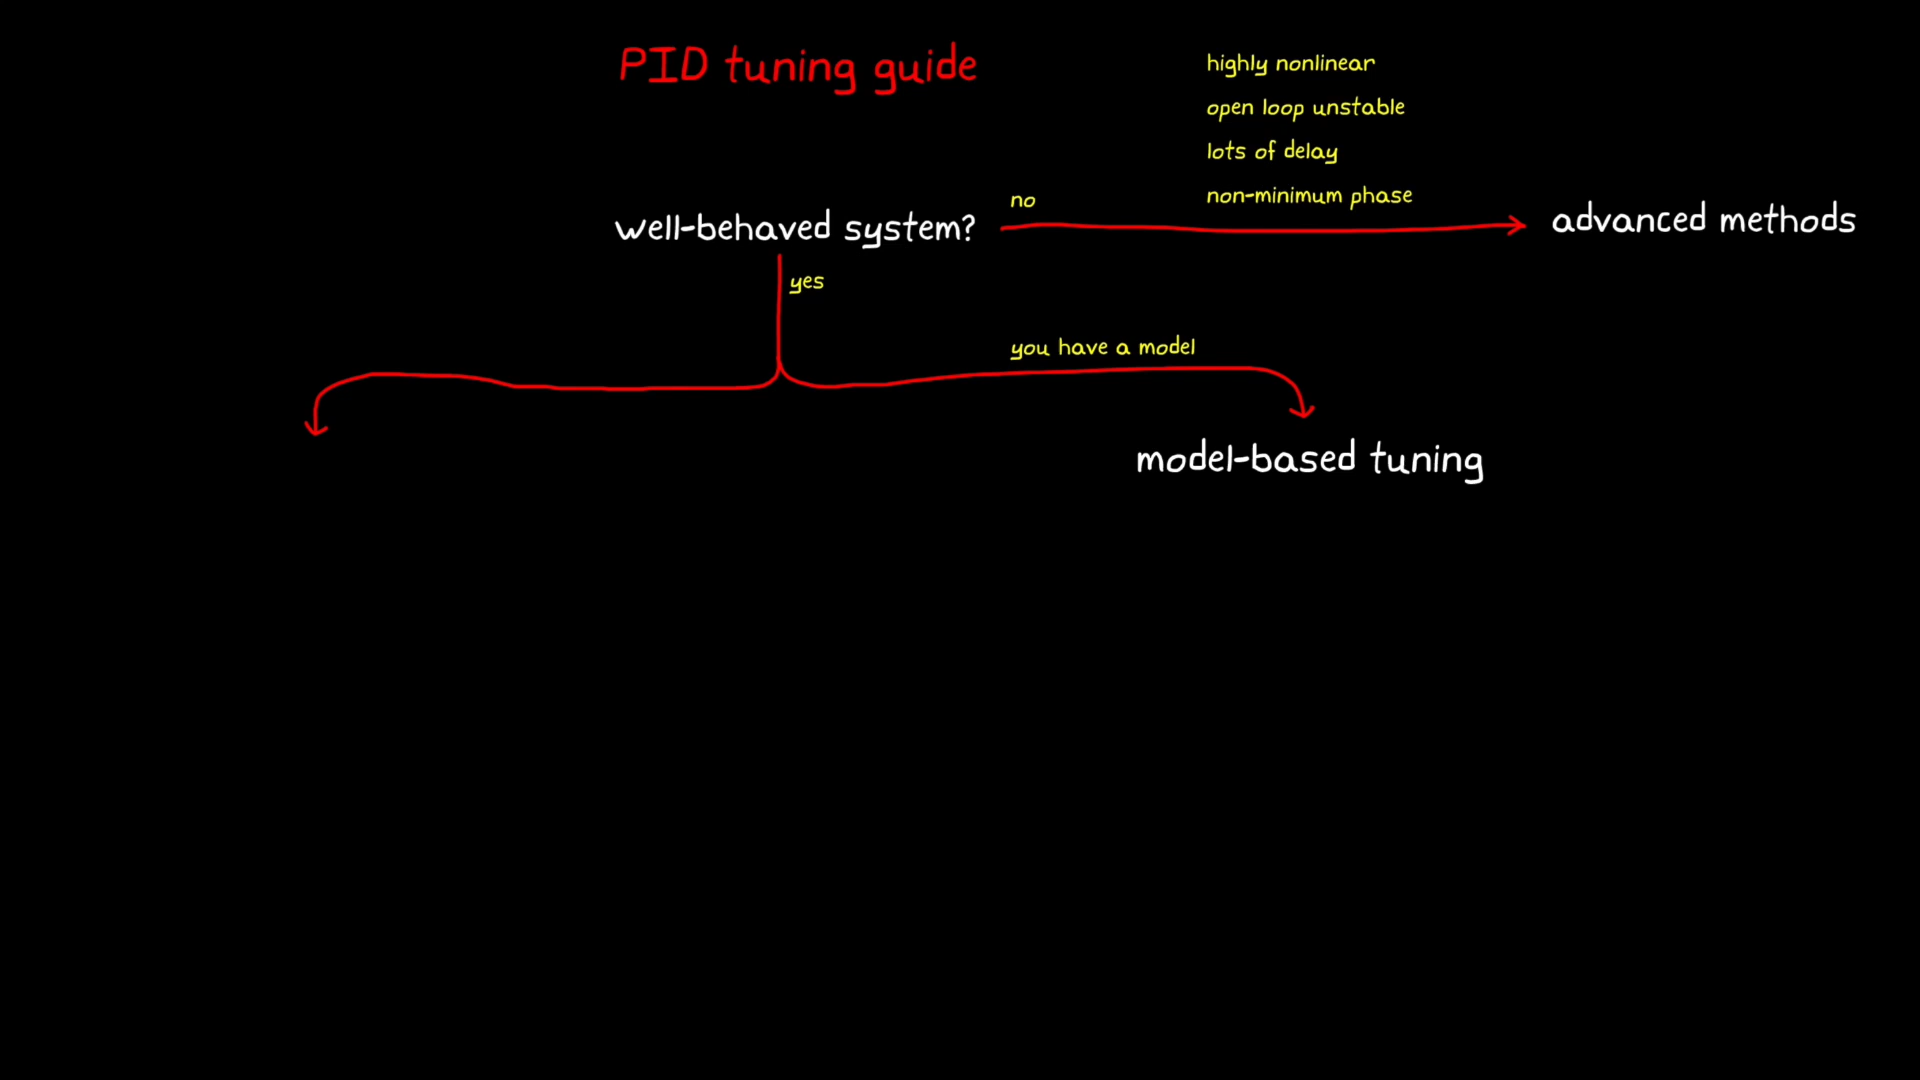 PID tuning guide
highly nonlinear
open loop unstable
lots of delay
non-minimum phase
no
well-behaved system?
advanced methods
yes
you have a model
model-based tuning